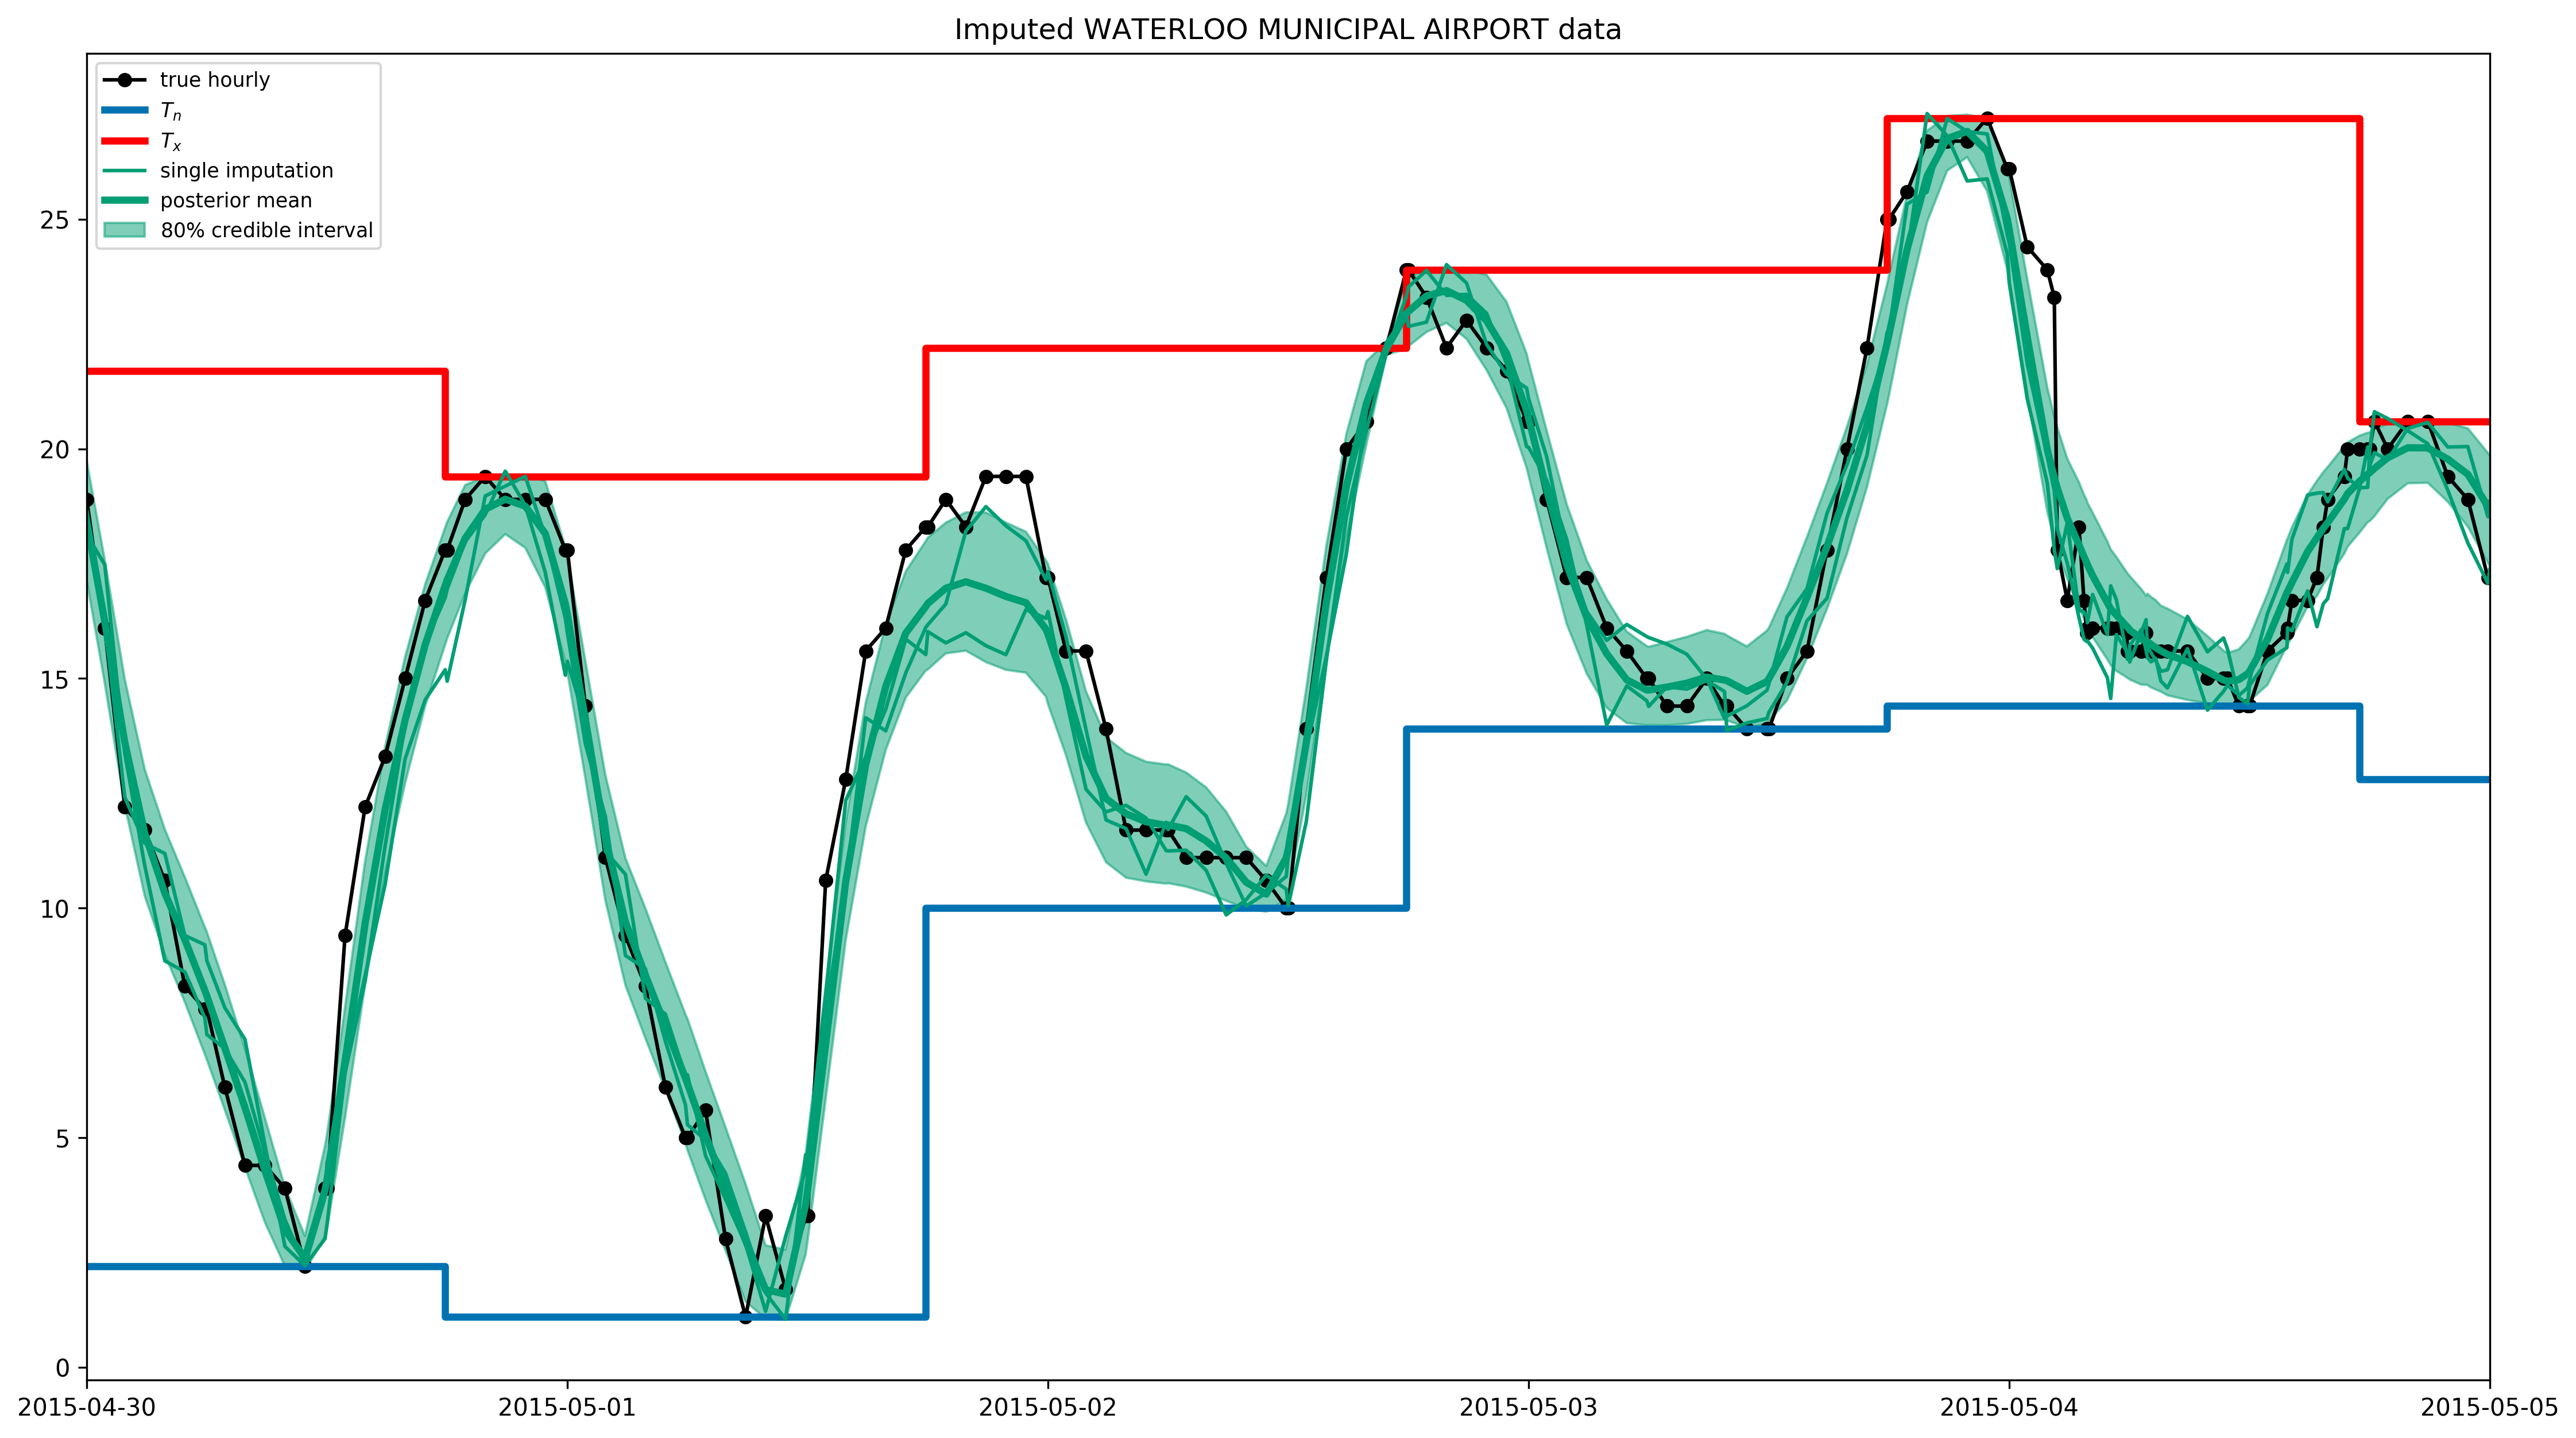 Imputed WATERLOO MUNICIPAL AIRPORT data
true hourly
Tₙ
Tₓ
single imputation
posterior mean
80% credible interval
25
20
15
10
5
0
2015-04-30
2015-05-01
2015-05-02
2015-05-03
2015-05-04
2015-05-05